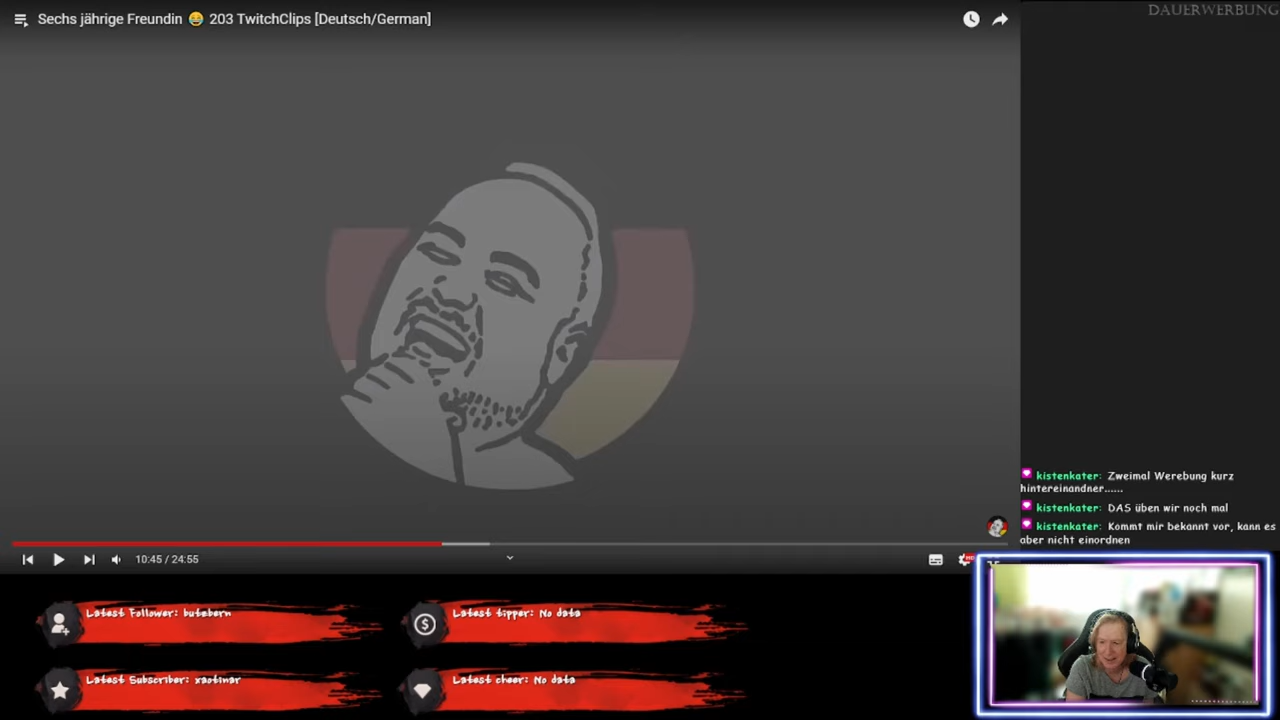 Sechs jährige Freundin 😂 203 TwitchClips [Deutsch/German]
DAUERWERBUNG
kistenkater: Zweimal Werebung kurz
hintereinandner......
kistenkater: DAS üben wir noch mal
kistenkater: Kommt mir bekannt vor, kann es
aber nicht einordnen
10:45 / 24:55
HD
Latest Follower: butebern
Latest tipper: No data
Latest Subscriber: xaotinar
Latest cheer: No data